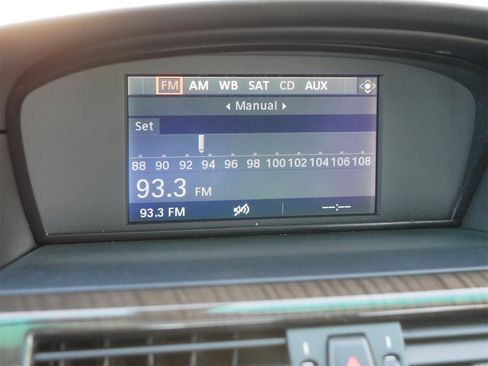 FM AM WB SAT CD AUX
Manual
Set
88 90 92 94 96 98 100 102 104 106 108
93.3 FM
93.3 FM --:--